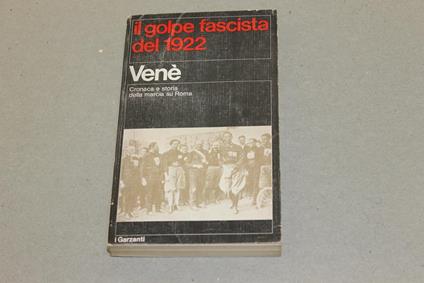 il golpe fascista
del 1922
Venè
Cronaca e storia
della marcia su Roma
i Garzanti